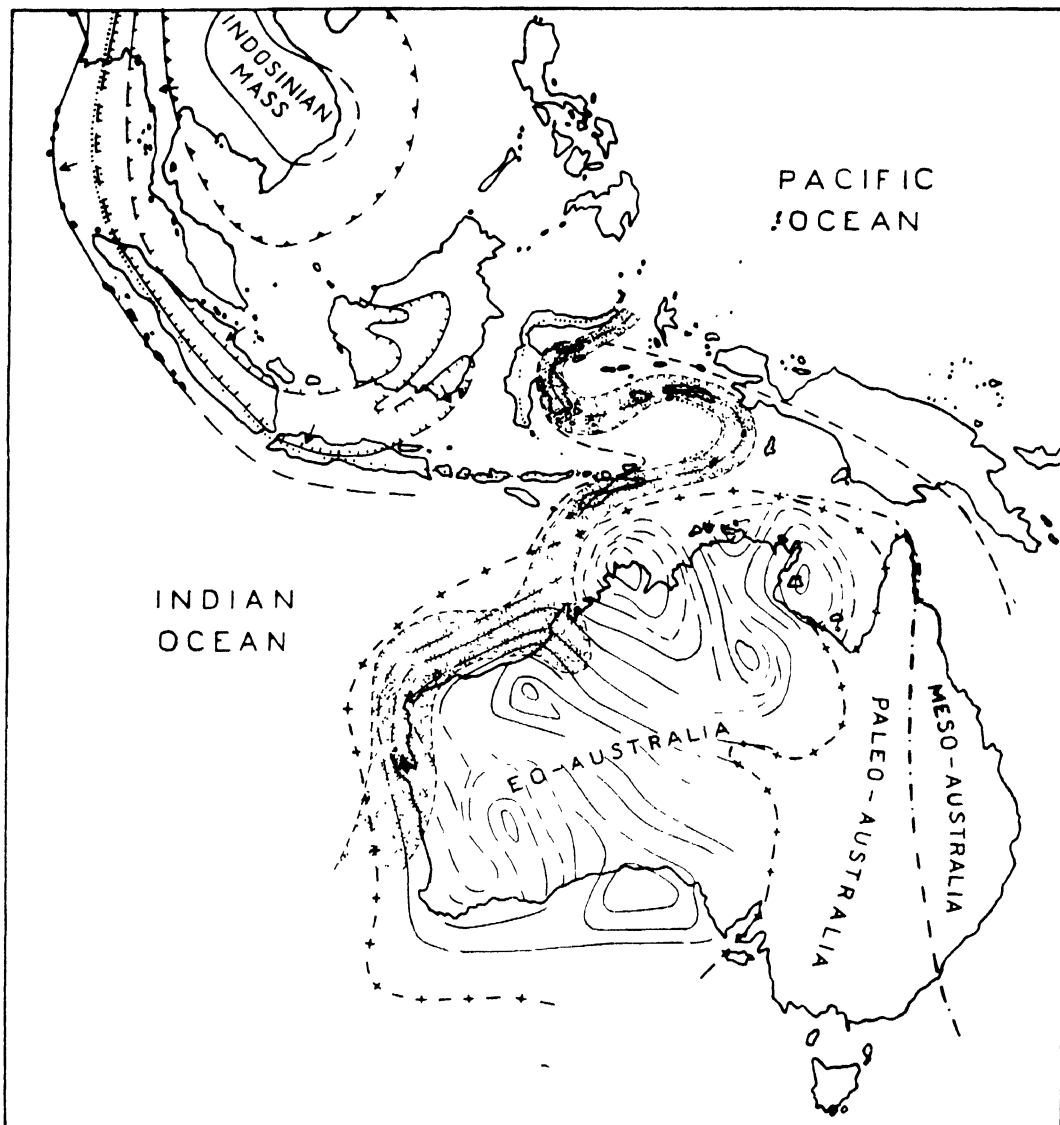 INDOSINIAN
MASS
PACIFIC
OCEAN
INDIAN
OCEAN
EO-AUSTRALIA
PALEO-AUSTRALIA
MESO-AUSTRALIA